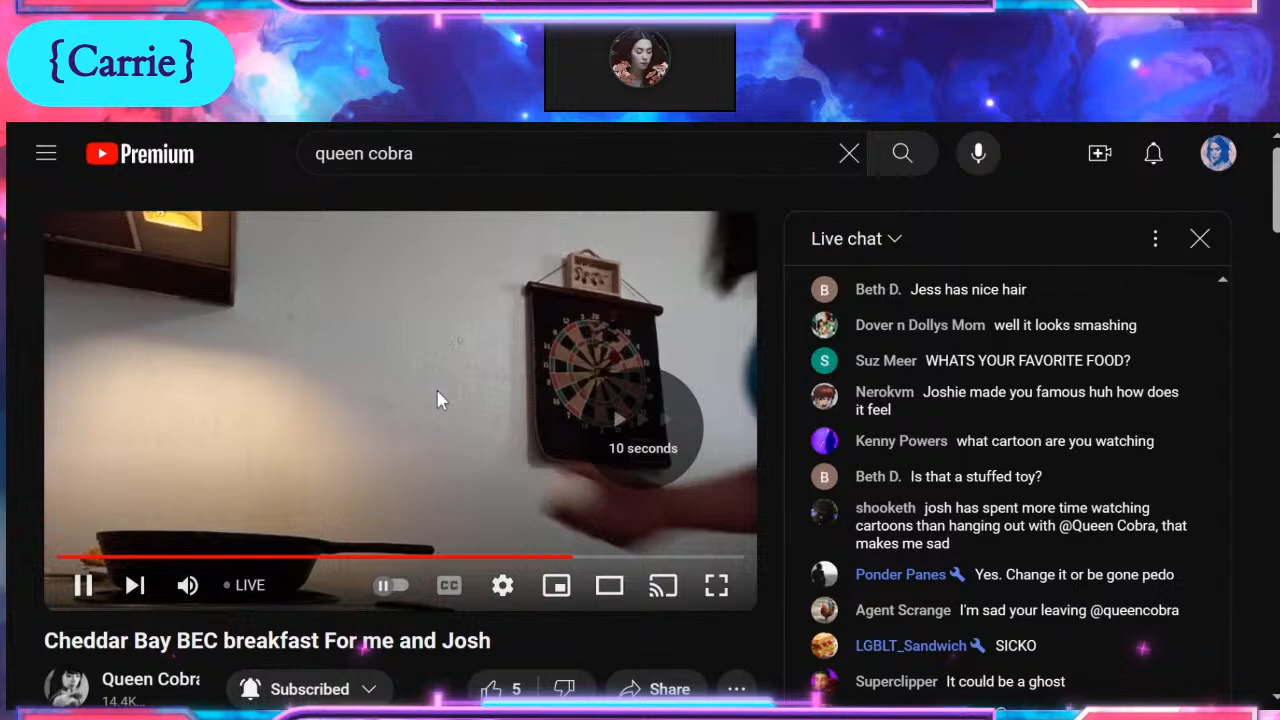 {Carrie}
Premium
queen cobra
10 seconds
LIVE
CC
Cheddar Bay BEC breakfast For me and Josh
Queen Cobra
14.4K...
Subscribed
5
Share
Live chat
B
Beth D. Jess has nice hair
Dover n Dollys Mom well it looks smashing
S
Suz Meer WHATS YOUR FAVORITE FOOD?
Nerokvm Joshie made you famous huh how does
it feel
Kenny Powers what cartoon are you watching
B
Beth D. Is that a stuffed toy?
shooketh josh has spent more time watching
cartoons than hanging out with @Queen Cobra, that
makes me sad
Ponder Panes Yes. Change it or be gone pedo
Agent Scrange I'm sad your leaving @queencobra
LGBLT_Sandwich SICKO
Superclipper It could be a ghost